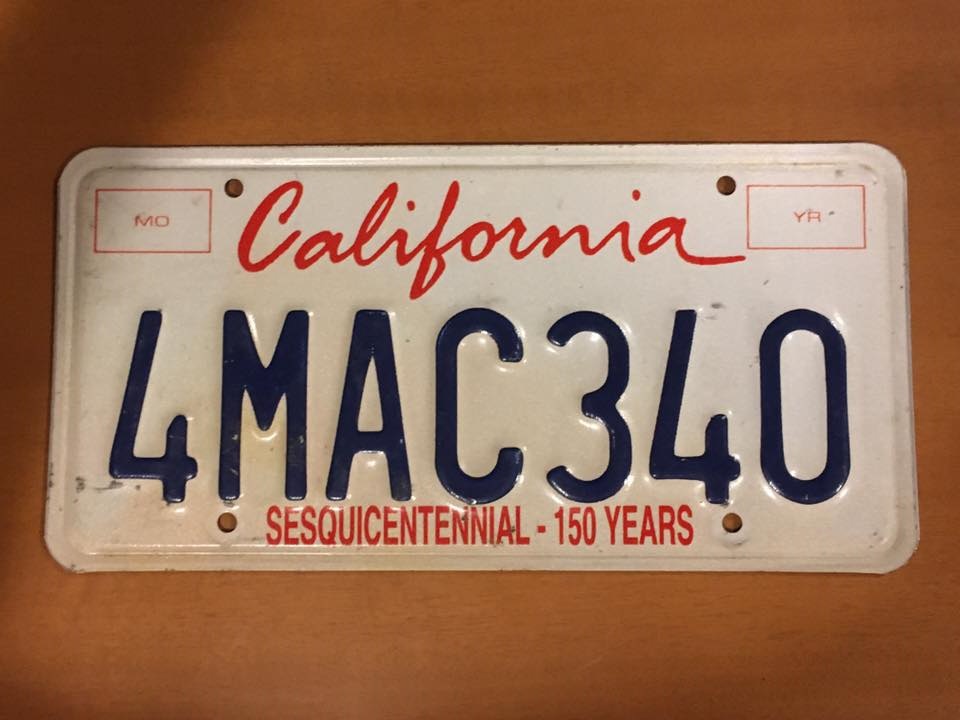 MO California YR
4MAC340
SESQUICENTENNIAL - 150 YEARS